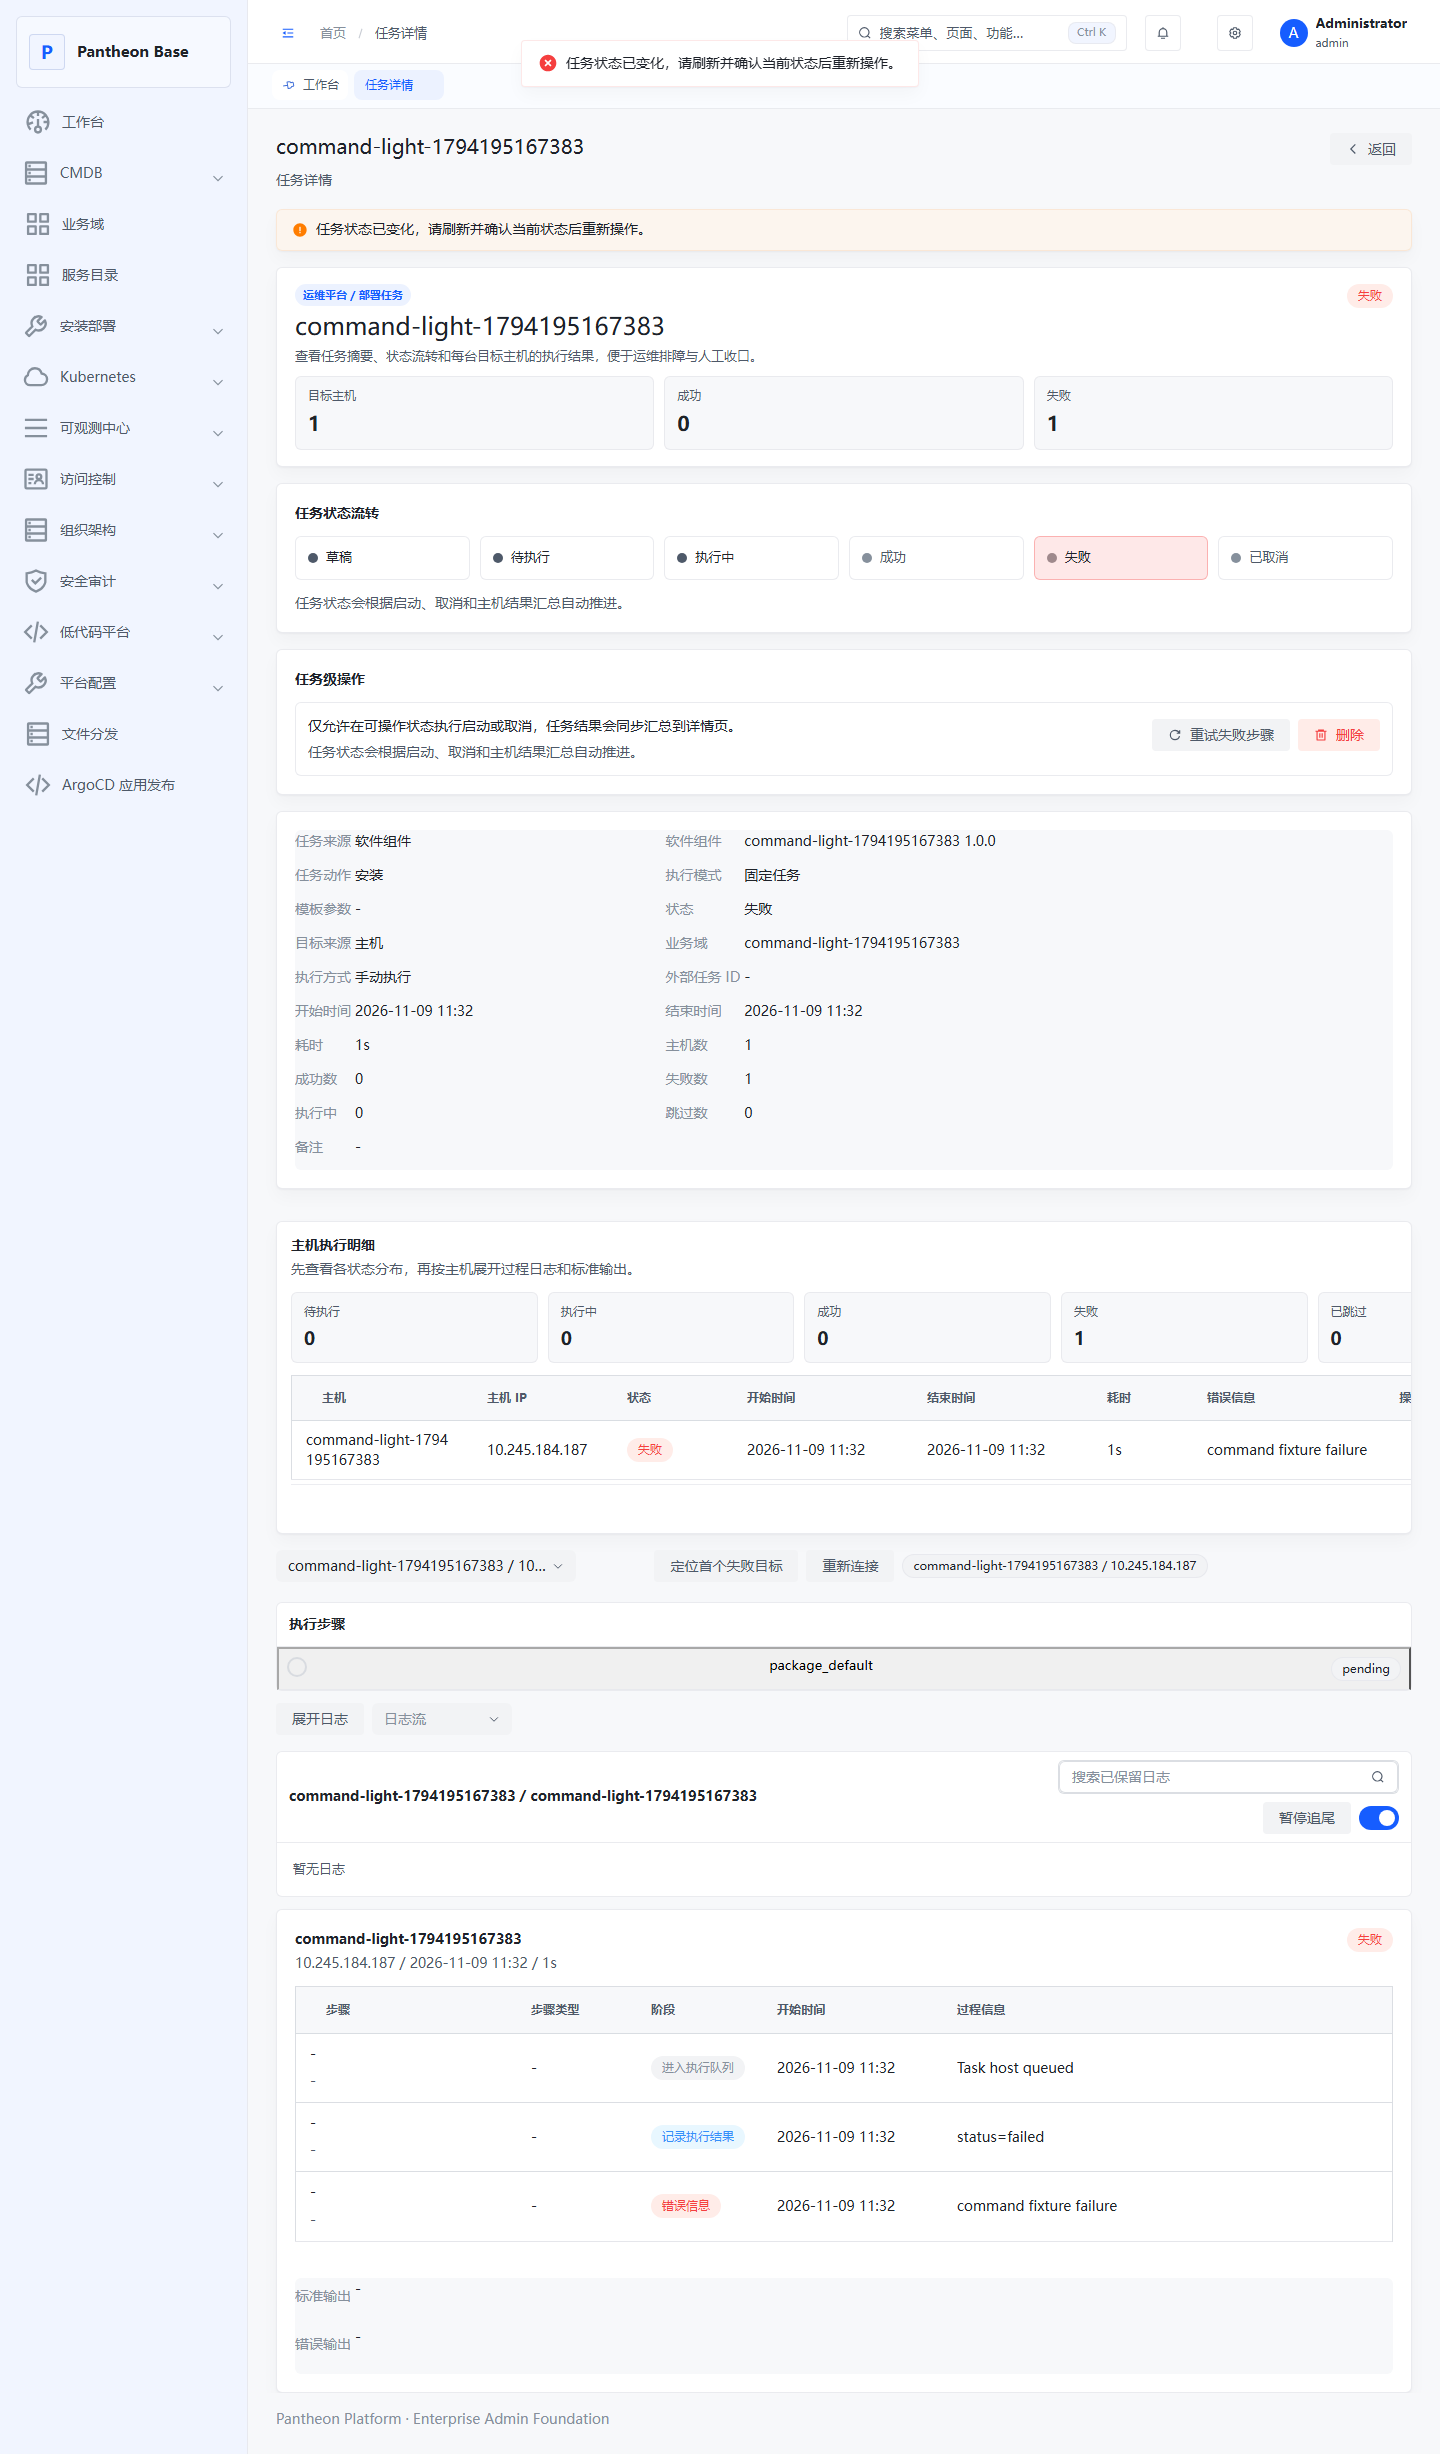 P Pantheon Base
首页 / 任务详情
搜索菜单、页面、功能... Ctrl K
A Administrator
admin
任务状态已变化，请刷新并确认当前状态后重新操作。
工作台 任务详情
工作台
CMDB
业务域
服务目录
安装部署
Kubernetes
可观测中心
访问控制
组织架构
安全审计
低代码平台
平台配置
文件分发
ArgoCD 应用发布
command-light-1794195167383
返回
任务详情
任务状态已变化，请刷新并确认当前状态后重新操作。
运维平台 / 部署任务
失败
command-light-1794195167383
查看任务摘要、状态流转和每台目标主机的执行结果，便于运维排障与人工收口。
目标主机 成功 失败
1 0 1
任务状态流转
草稿 待执行 执行中 成功 失败 已取消
任务状态会根据启动、取消和主机结果汇总自动推进。
任务级操作
仅允许在可操作状态执行启动或取消，任务结果会同步汇总到详情页。
任务状态会根据启动、取消和主机结果汇总自动推进。
重试失败步骤 删除
任务来源 软件组件 软件组件 command-light-1794195167383 1.0.0
任务动作 安装 执行模式 固定任务
模板参数 - 状态 失败
目标来源 主机 业务域 command-light-1794195167383
执行方式 手动执行 外部任务 ID -
开始时间 2026-11-09 11:32 结束时间 2026-11-09 11:32
耗时 1s 主机数 1
成功数 0 失败数 1
执行中 0 跳过数 0
备注 -
主机执行明细
先查看各状态分布，再按主机展开过程日志和标准输出。
待执行 执行中 成功 失败 已跳过
0 0 0 1 0
主机 主机 IP 状态 开始时间 结束时间 耗时 错误信息 操
command-light-1794
195167383 10.245.184.187 失败 2026-11-09 11:32 2026-11-09 11:32 1s command fixture failure
command-light-1794195167383 / 10... 定位首个失败目标 重新连接 command-light-1794195167383 / 10.245.184.187
执行步骤
package_default pending
展开日志 日志流
command-light-1794195167383 / command-light-1794195167383
搜索已保留日志
暂停追尾
暂无日志
command-light-1794195167383 失败
10.245.184.187 / 2026-11-09 11:32 / 1s
步骤 步骤类型 阶段 开始时间 过程信息
-
- - 进入执行队列 2026-11-09 11:32 Task host queued
-
- - 记录执行结果 2026-11-09 11:32 status=failed
-
- - 错误信息 2026-11-09 11:32 command fixture failure
标准输出 -
错误输出 -
Pantheon Platform · Enterprise Admin Foundation